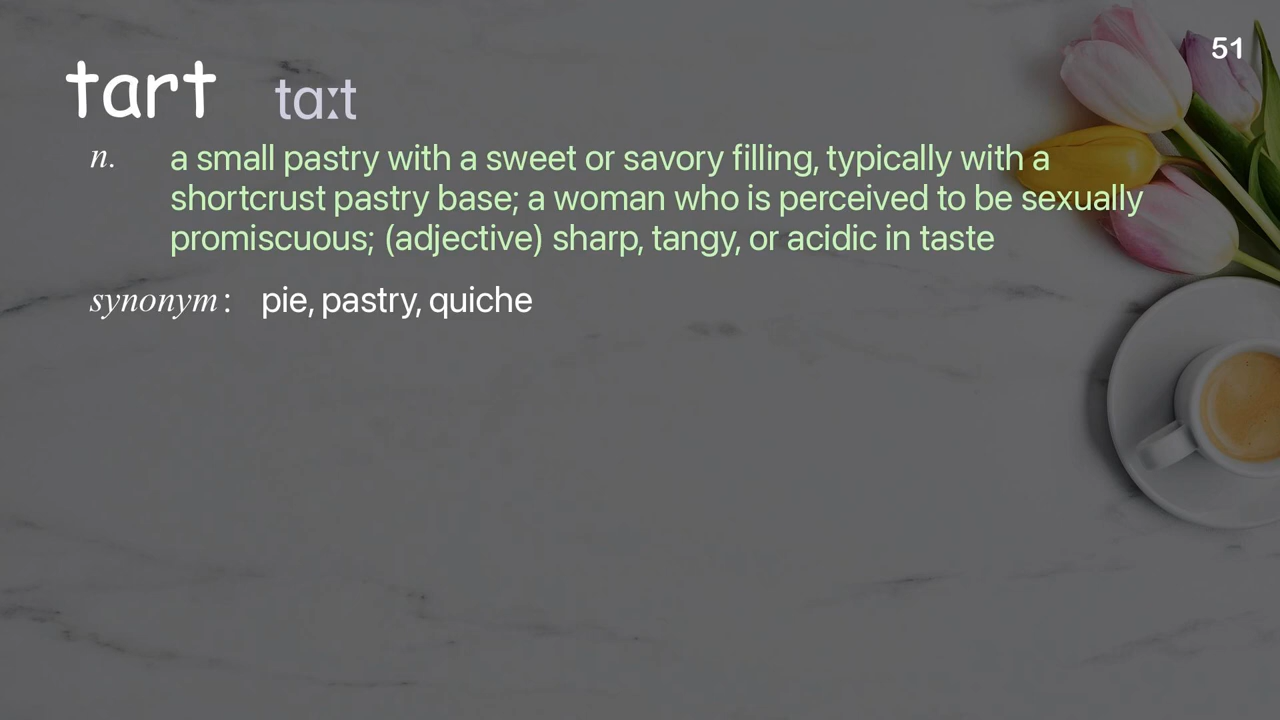 51
tart tɑːt
n. a small pastry with a sweet or savory filling, typically with a
shortcrust pastry base; a woman who is perceived to be sexually
promiscuous; (adjective) sharp, tangy, or acidic in taste
synonym: pie, pastry, quiche